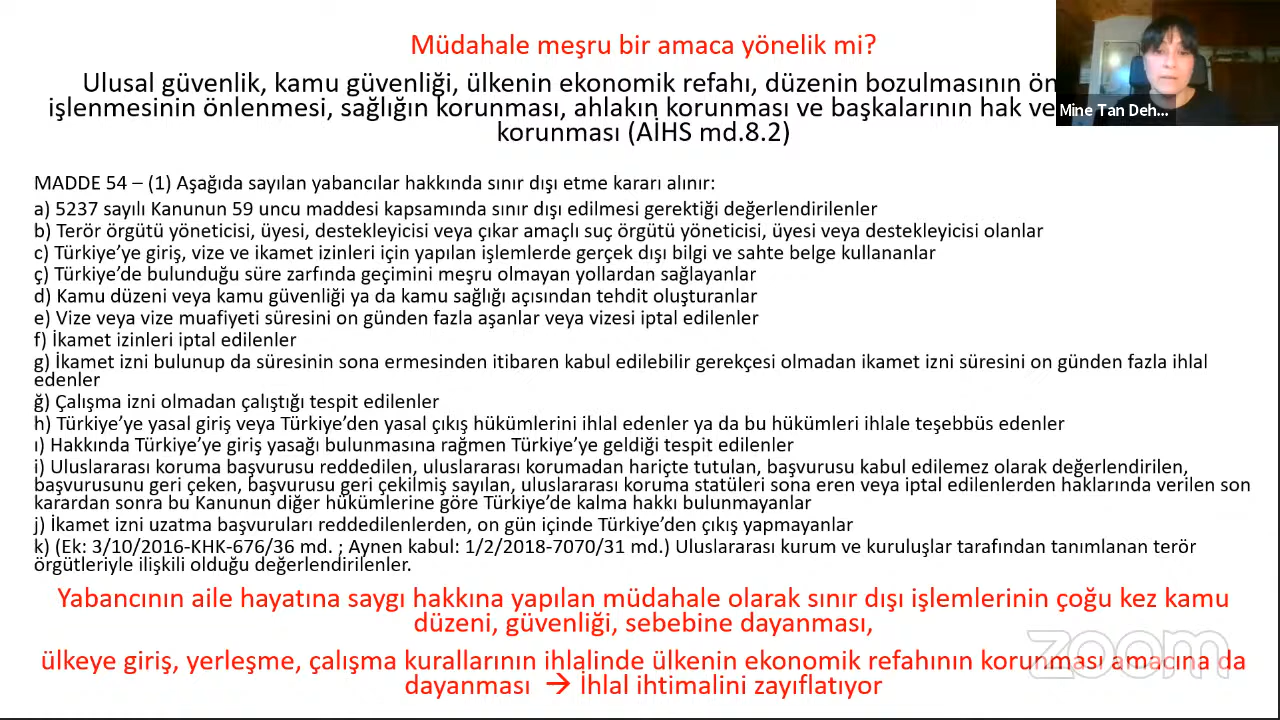 Müdahale meşru bir amaca yönelik mi?
Ulusal güvenlik, kamu güvenliği, ülkenin ekonomik refahı, düzenin bozulmasının
işlenmesinin önlenmesi, sağlığın korunması, ahlakın korunması ve başkalarının hak ve
korunması (AİHS md.8.2)
Mine Tan Deh...
MADDE 54 – (1) Aşağıda sayılan yabancılar hakkında sınır dışı etme kararı alınır:
a) 5237 sayılı Kanunun 59 uncu maddesi kapsamında sınır dışı edilmesi gerektiği değerlendirilenler
b) Terör örgütü yöneticisi, üyesi, destekleyicisi veya çıkar amaçlı suç örgütü yöneticisi, üyesi veya destekleyicisi olanlar
c) Türkiye’ye giriş, vize ve ikamet izinleri için yapılan işlemlerde gerçek dışı bilgi ve sahte belge kullananlar
ç) Türkiye’de bulunduğu süre zarfında geçimini meşru olmayan yollardan sağlayanlar
d) Kamu düzeni veya kamu güvenliği ya da kamu sağlığı açısından tehdit oluşturanlar
e) Vize veya vize muafiyeti süresini on günden fazla aşanlar veya vizesi iptal edilenler
f) İkamet izinleri iptal edilenler
g) İkamet izni bulunup da süresinin sona ermesinden itibaren kabul edilebilir gerekçesi olmadan ikamet izni süresini on günden fazla ihlal
edenler
ğ) Çalışma izni olmadan çalıştığı tespit edilenler
h) Türkiye’ye yasal giriş veya Türkiye’den yasal çıkış hükümlerini ihlal edenler ya da bu hükümleri ihlale teşebbüs edenler
ı) Hakkında Türkiye’ye giriş yasağı bulunmasına rağmen Türkiye’ye geldiği tespit edilenler
i) Uluslararası koruma başvurusu reddedilen, uluslararası korumadan hariçte tutulan, başvurusu kabul edilemez olarak değerlendirilen,
başvurusunu geri çeken, başvurusu geri çekilmiş sayılan, uluslararası koruma statüleri sona eren veya iptal edilenlerden haklarında verilen son
karardan sonra bu Kanunun diğer hükümlerine göre Türkiye’de kalma hakkı bulunmayanlar
j) İkamet izni uzatma başvuruları reddedilenlerden, on gün içinde Türkiye’den çıkış yapmayanlar
k) (Ek: 3/10/2016-KHK-676/36 md. ; Aynen kabul: 1/2/2018-7070/31 md.) Uluslararası kurum ve kuruluşlar tarafından tanımlanan terör
örgütleriyle ilişkili olduğu değerlendirilenler.
Yabancının aile hayatına saygı hakkına yapılan müdahale olarak sınır dışı işlemlerinin çoğu kez kamu
düzeni, güvenliği, sebebine dayanması,
ülkeye giriş, yerleşme, çalışma kurallarının ihlalinde ülkenin ekonomik refahının korunması amacına da
dayanması → İhlal ihtimalini zayıflatıyor
zoom